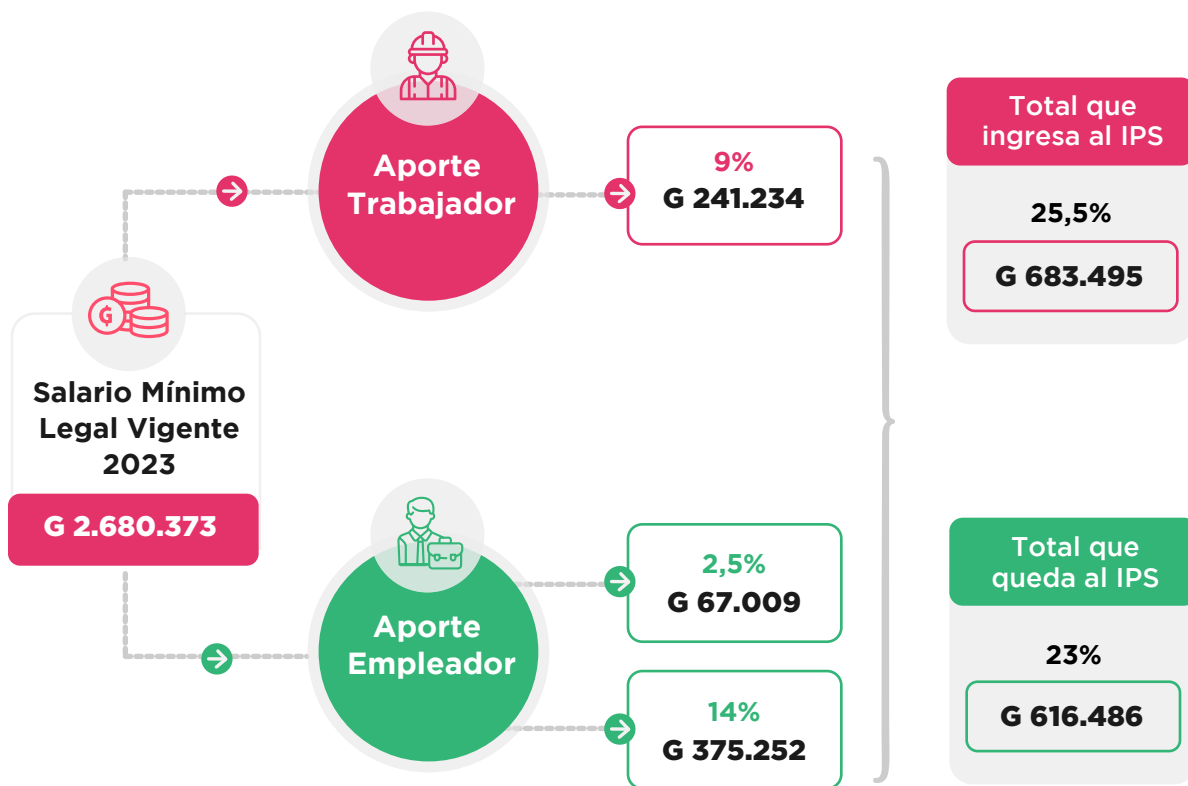 Salario Mínimo
Legal Vigente
2023
G 2.680.373
Aporte
Trabajador
9%
G 241.234
Aporte
Empleador
2,5%
G 67.009
14%
G 375.252
Total que
ingresa al IPS
25,5%
G 683.495
Total que
queda al IPS
23%
G 616.486